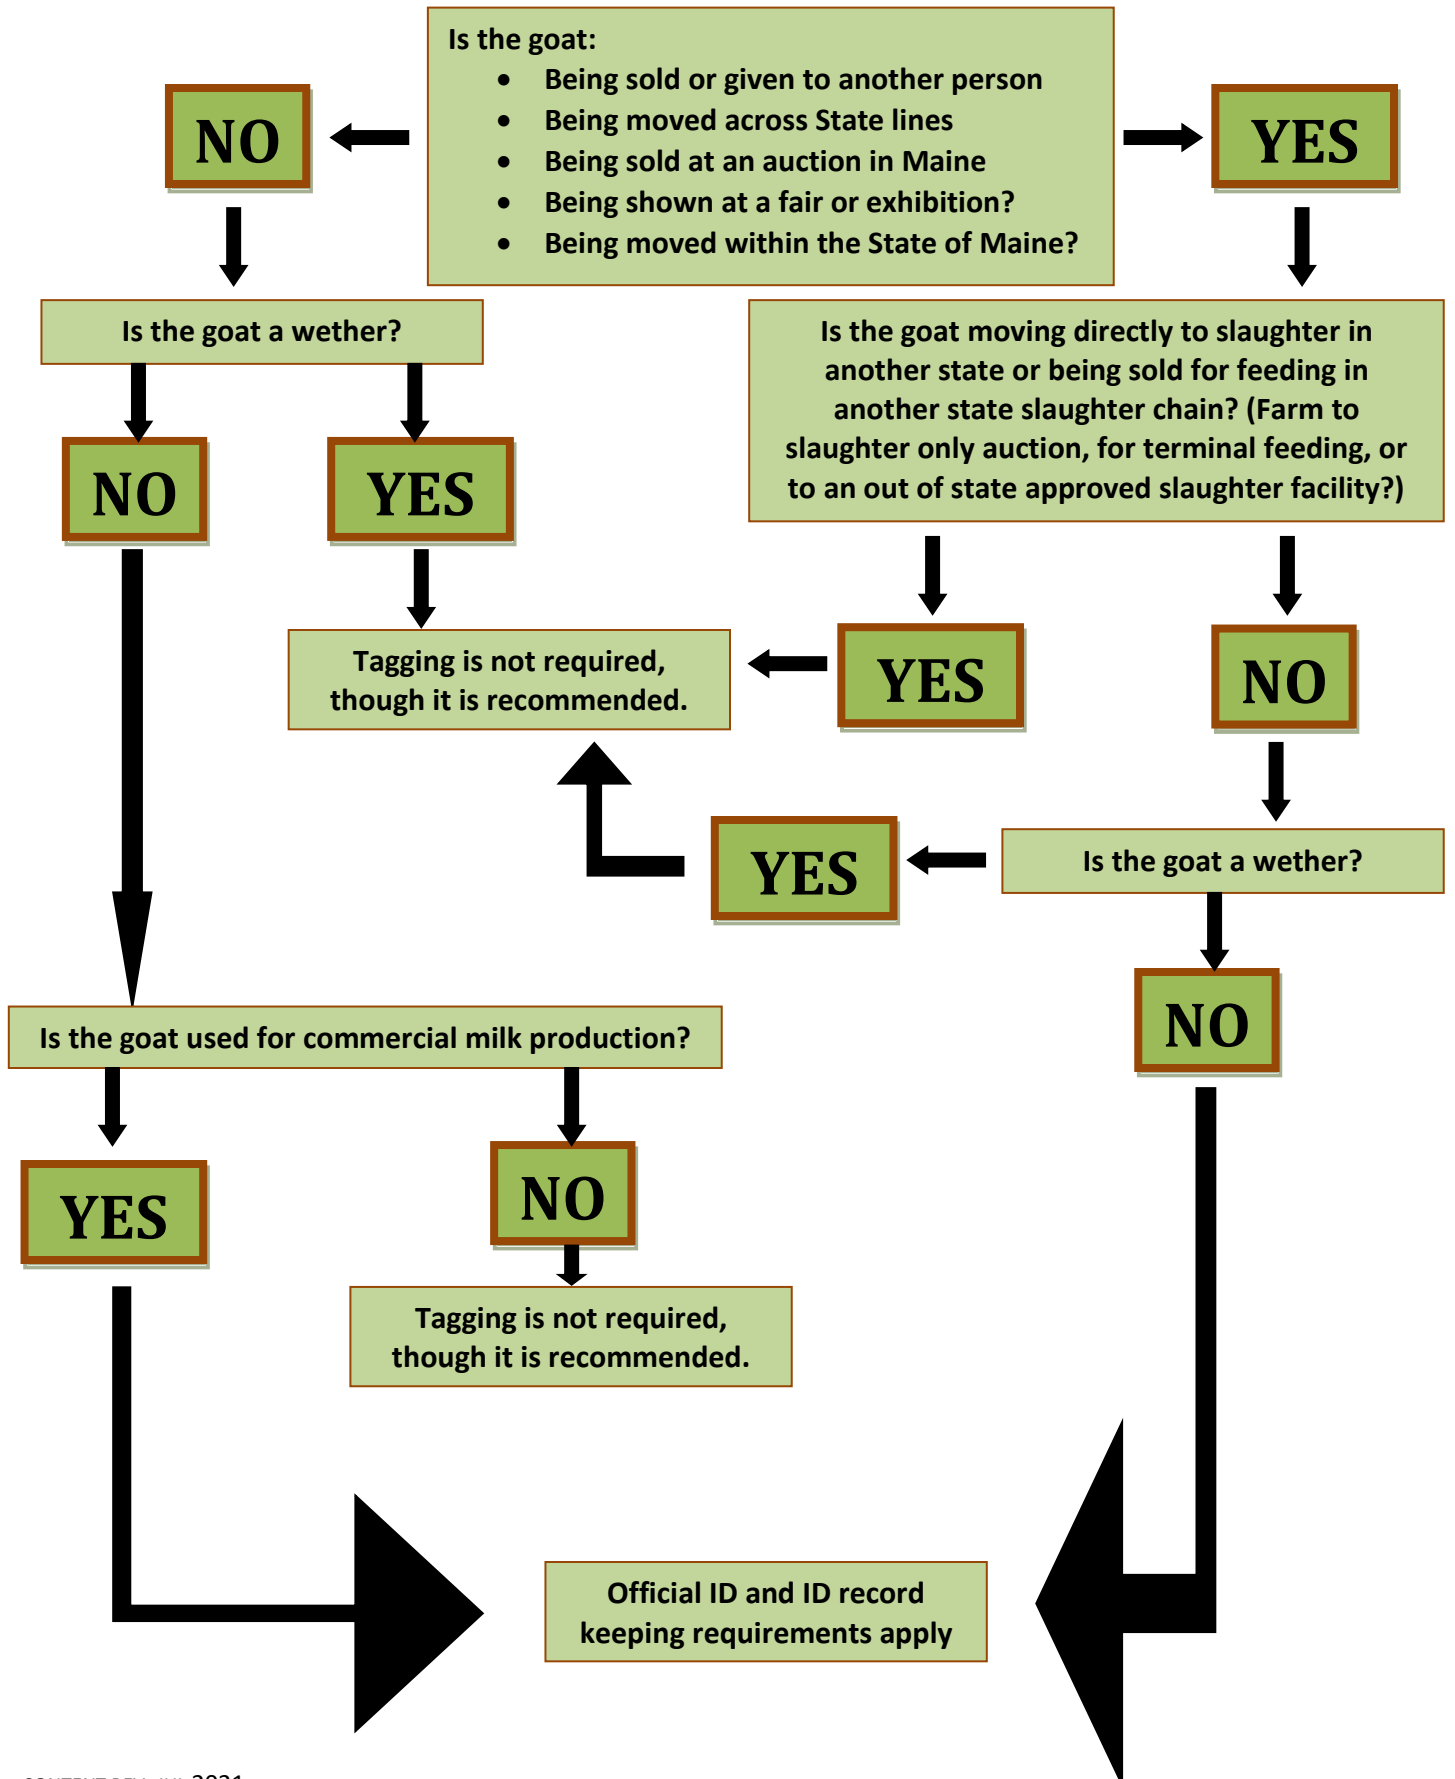 Is the goat:
• Being sold or given to another person
• Being moved across State lines
• Being sold at an auction in Maine
• Being shown at a fair or exhibition?
• Being moved within the State of Maine?
NO
YES
Is the goat a wether?
Is the goat moving directly to slaughter in
another state or being sold for feeding in
another state slaughter chain? (Farm to
slaughter only auction, for terminal feeding, or
to an out of state approved slaughter facility?)
NO
YES
Tagging is not required,
though it is recommended.
YES
NO
YES
Is the goat a wether?
NO
Is the goat used for commercial milk production?
YES
NO
Tagging is not required,
though it is recommended.
Official ID and ID record
keeping requirements apply
2021